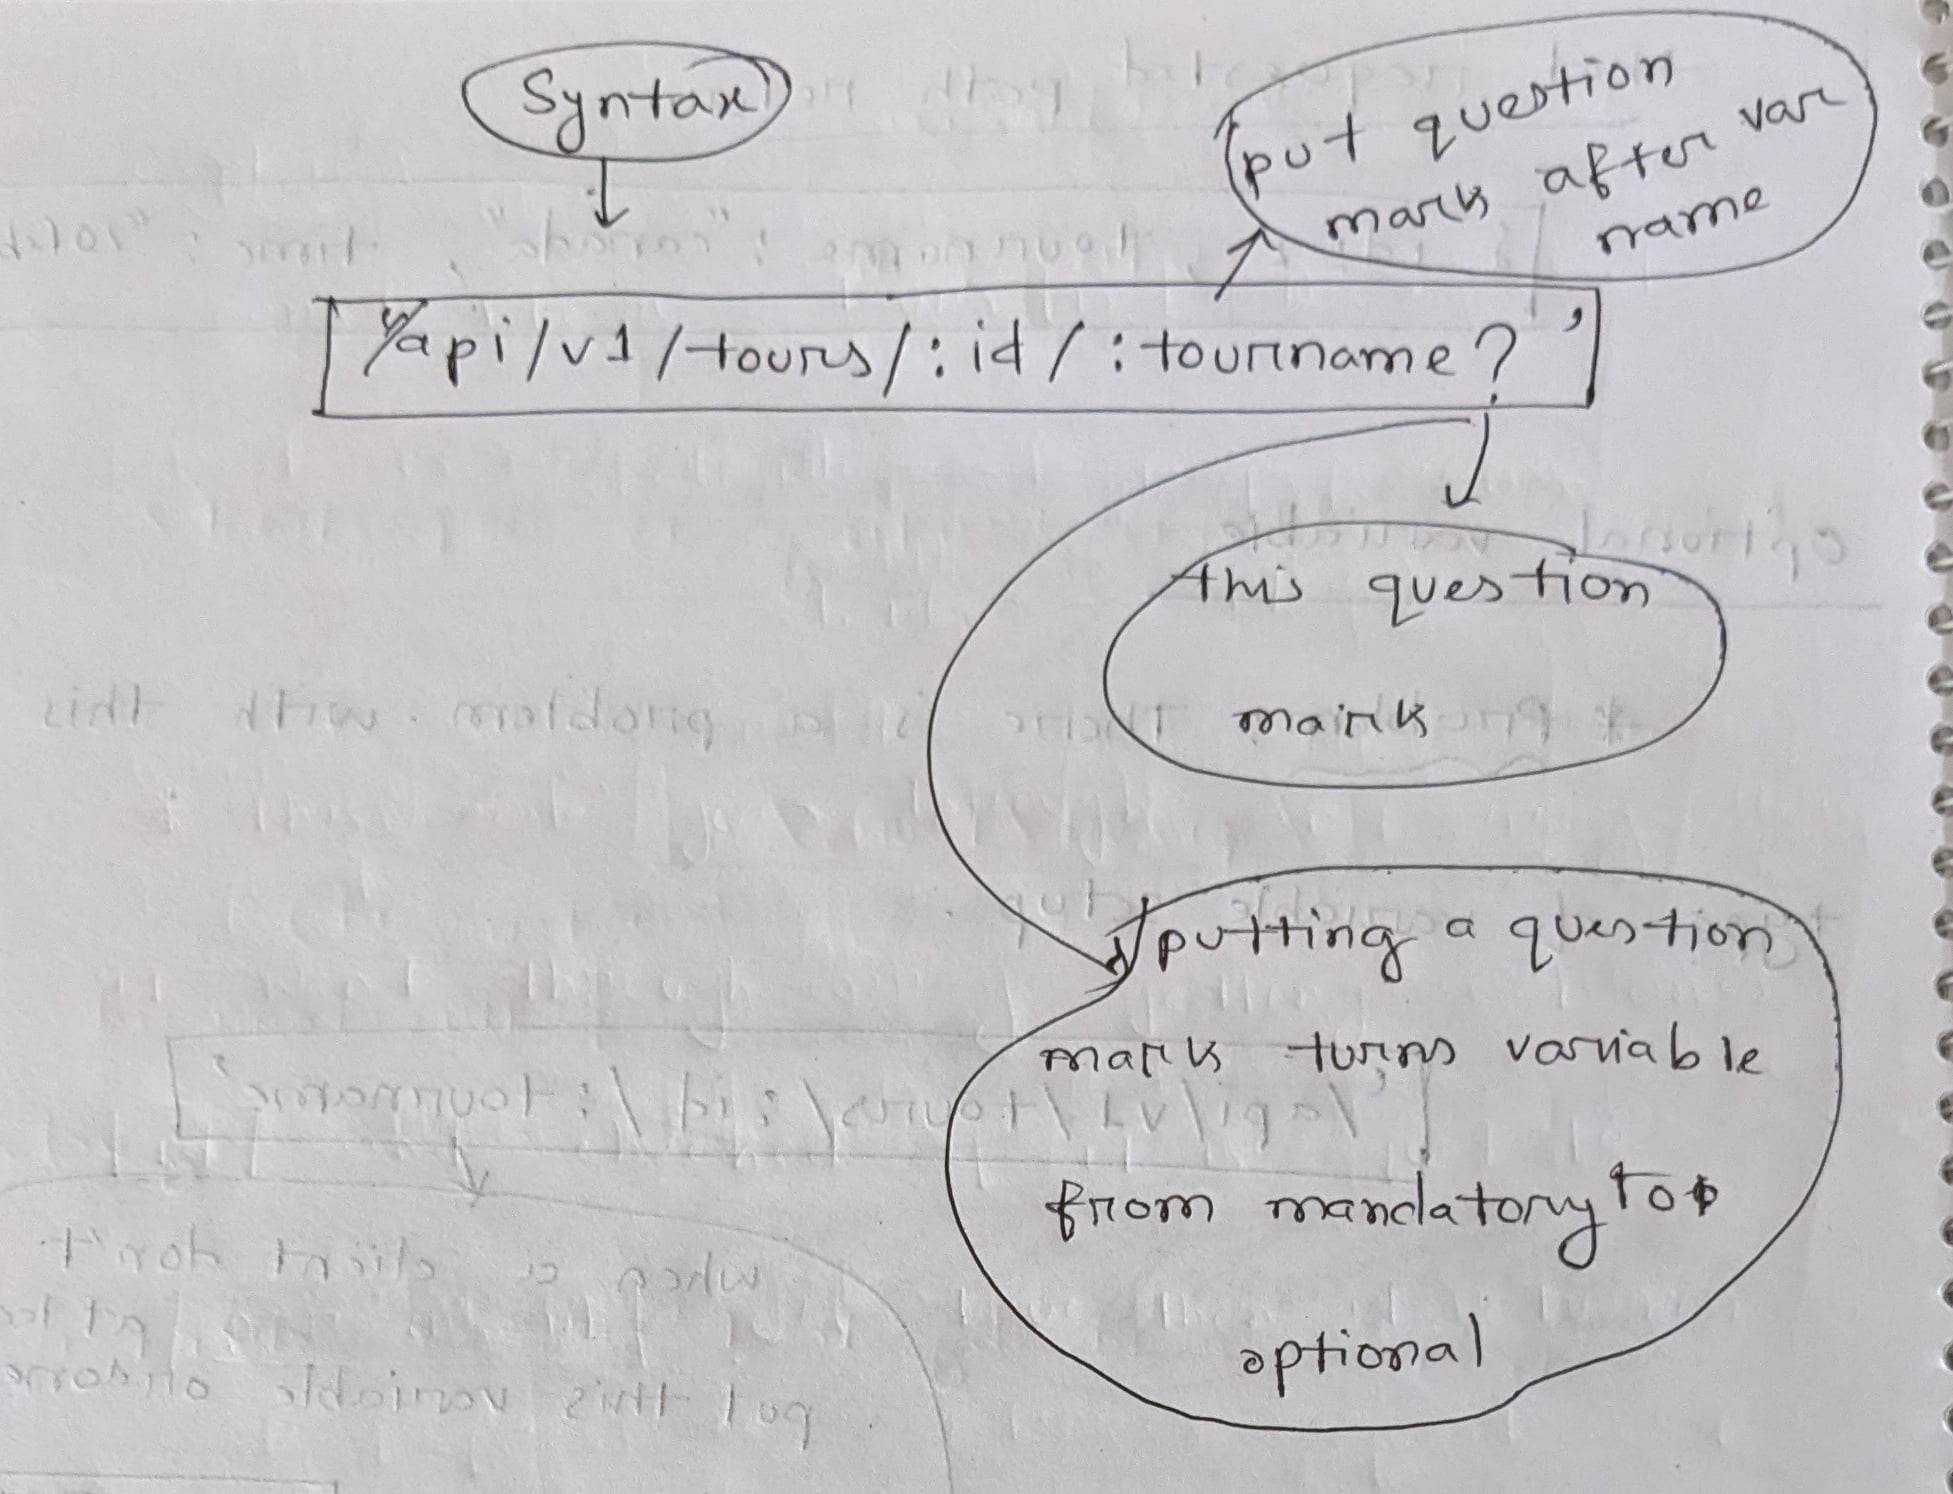 Syntax
put question
mark after var
name
'/api/v1/tours/:id/:tourname?'
this question
mark
putting a question
mark turns variable
from mandatory to
optional